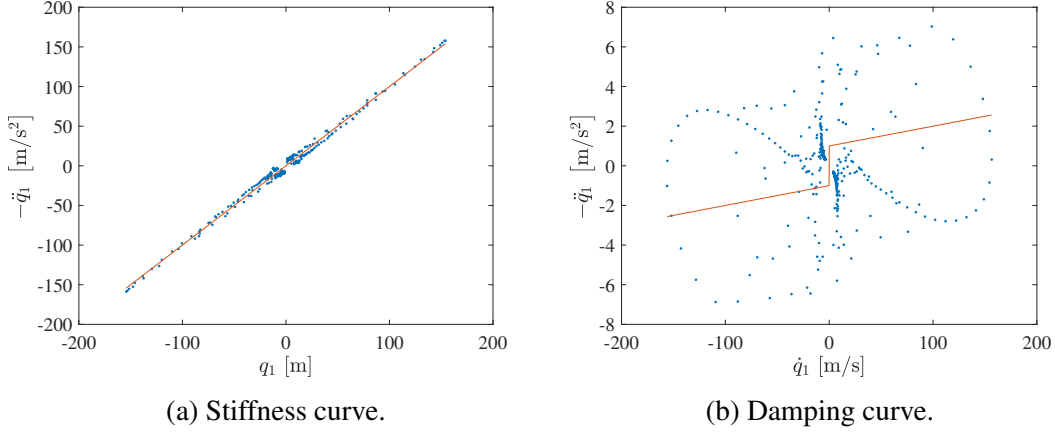 200
150
100
50
0
-50
-100
-150
-200
−q̈₁ [m/s²]
-200 -100 0 100 200
q₁ [m]
(a) Stiffness curve.
8
6
4
2
0
-2
-4
-6
-8
−q̈₁ [m/s²]
-200 -100 0 100 200
q̇₁ [m/s]
(b) Damping curve.